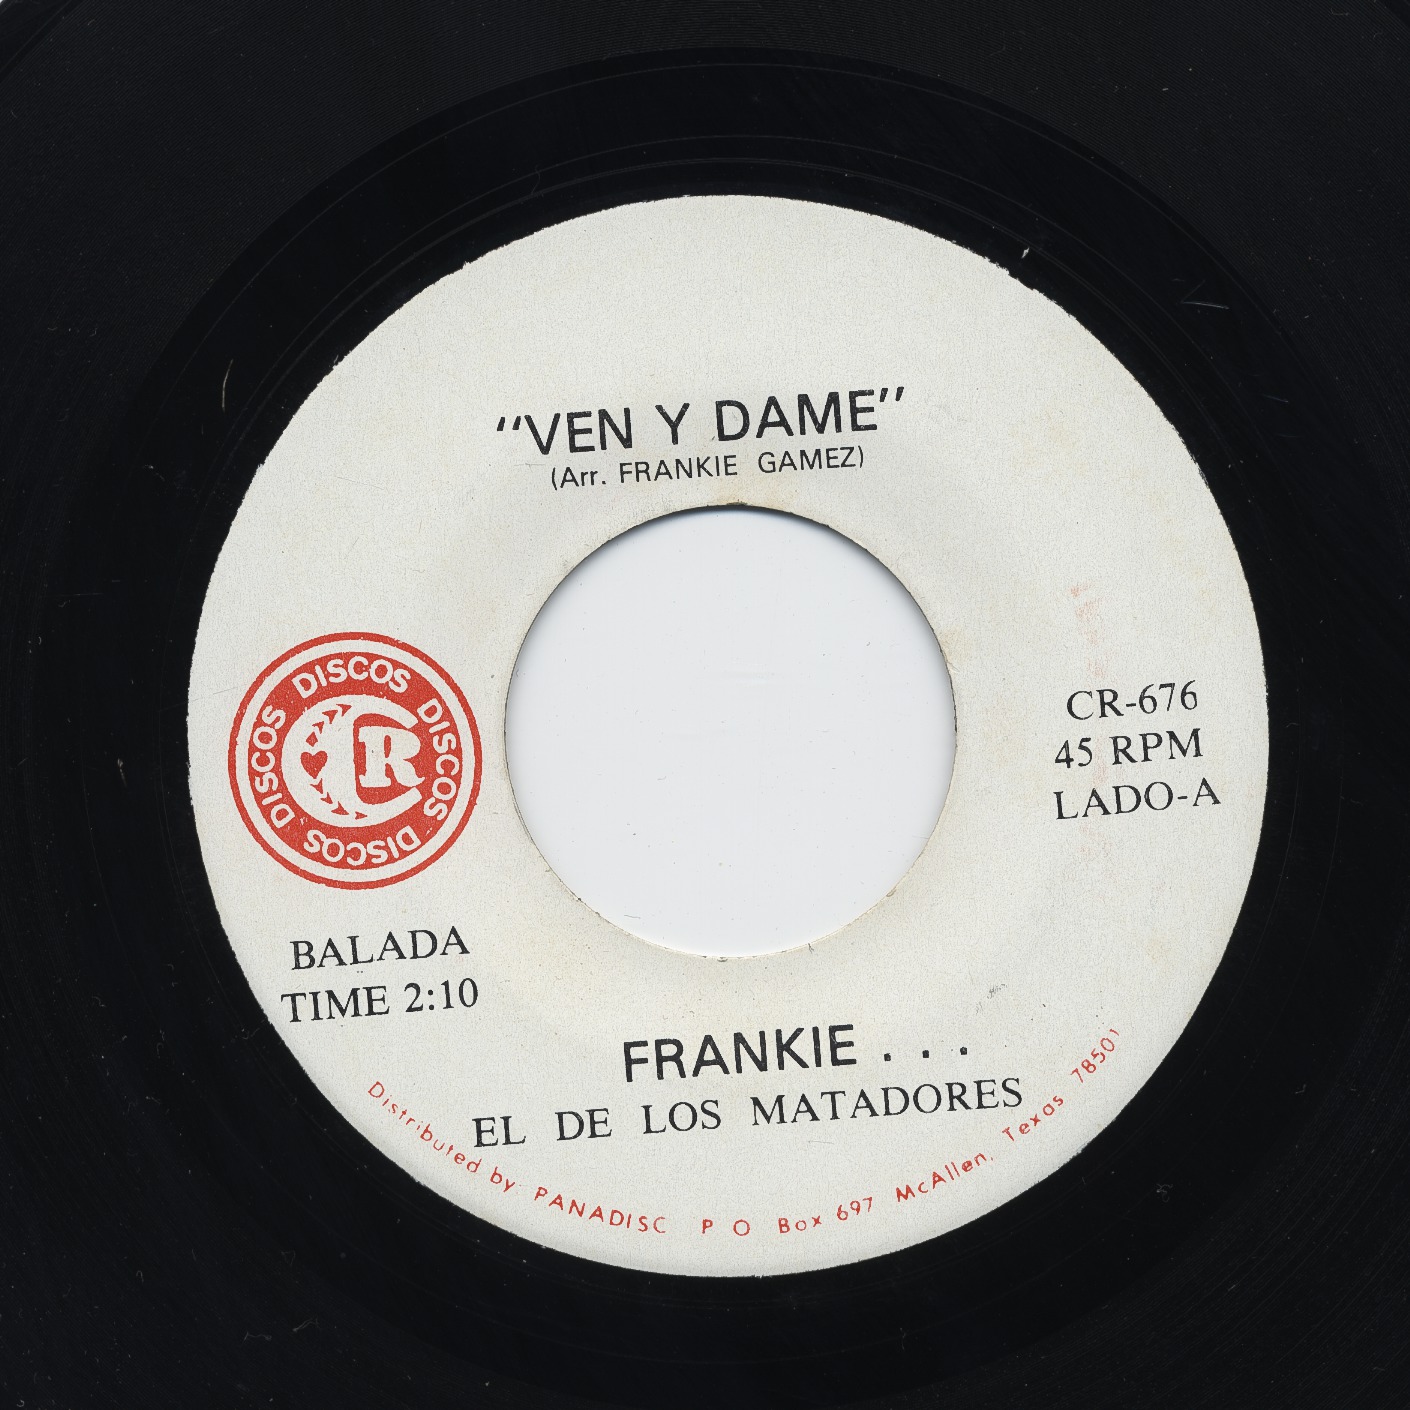 "VEN Y DAME"
(Arr. FRANKIE GAMEZ)
DISCOS DISCOS DISCOS DISCOS DISCOS
CR
CR-676
45 RPM
LADO-A
BALADA
TIME 2:10
FRANKIE . . .
EL DE LOS MATADORES
Distributed by PANADISC P O Box 697 McAllen, Texas 78501